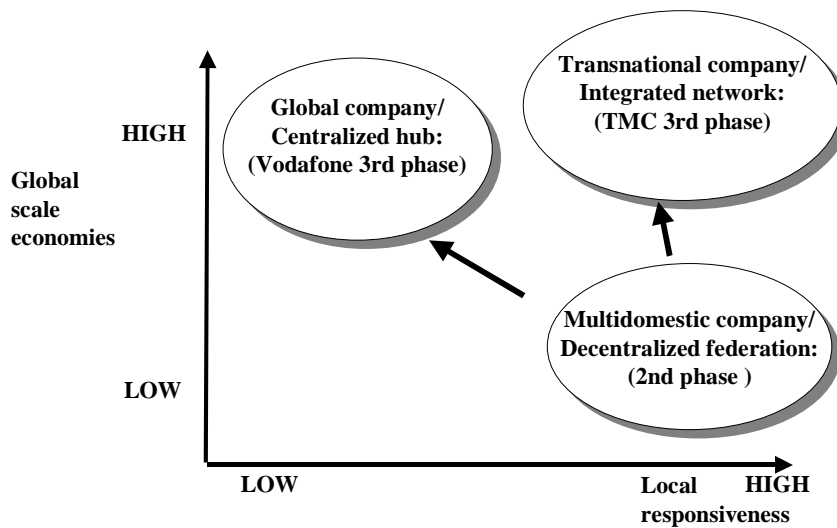 Transnational company/
Integrated network:
(TMC 3rd phase)
Global company/
Centralized hub:
(Vodafone 3rd phase)
HIGH
Global
scale
economies
Multidomestic company/
Decentralized federation:
(2nd phase )
LOW
LOW
Local
responsiveness
HIGH